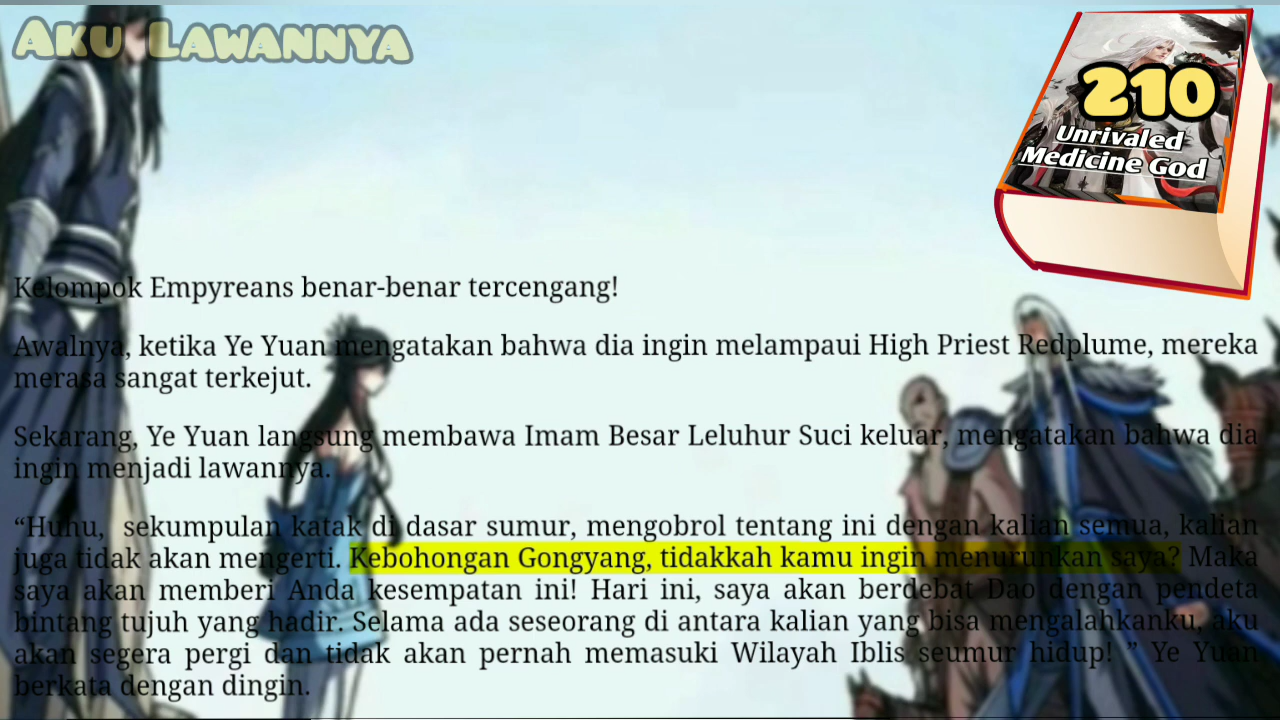 Aku Lawannya
210
Unrivaled
Medicine God
Kelompok Empyreans benar-benar tercengang!
Awalnya, ketika Ye Yuan mengatakan bahwa dia ingin melampaui High Priest Redplume, mereka
merasa sangat terkejut.
Sekarang, Ye Yuan langsung membawa Imam Besar Leluhur Suci keluar, mengatakan bahwa dia
ingin menjadi lawannya.
“Huhu, sekumpulan katak di dasar sumur, mengobrol tentang ini dengan kalian semua, kalian
juga tidak akan mengerti. Kebohongan Gongyang, tidakkah kamu ingin menurunkan saya? Maka
saya akan memberi Anda kesempatan ini! Hari ini, saya akan berdebat Dao dengan pendeta
bintang tujuh yang hadir. Selama ada seseorang di antara kalian yang bisa mengalahkanku, aku
akan segera pergi dan tidak akan pernah memasuki Wilayah Iblis seumur hidup! ” Ye Yuan
berkata dengan dingin.